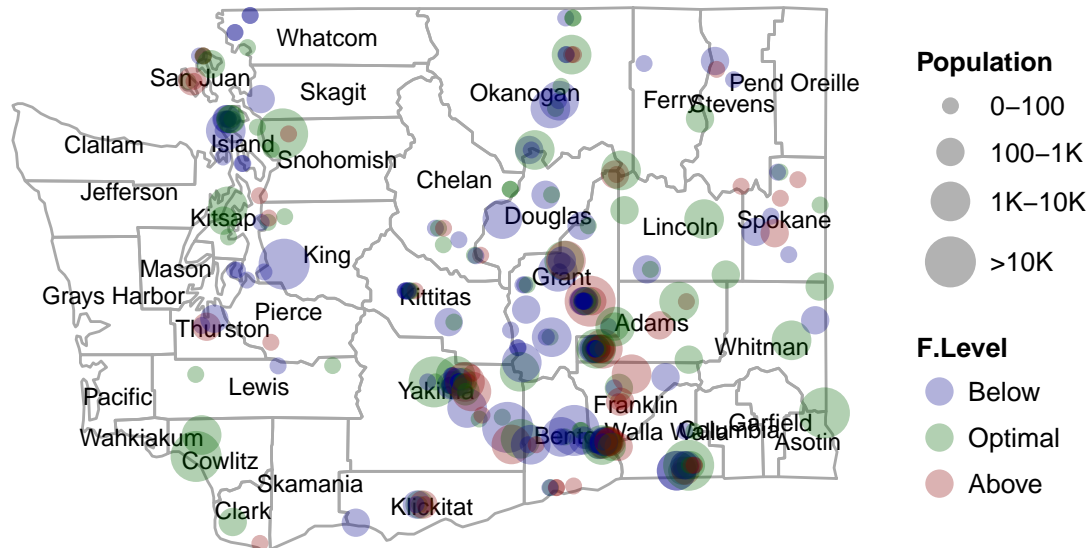 Whatcom
San Juan
Skagit
Okanogan
Ferry
Stevens
Pend Oreille
Clallam
Island
Snohomish
Chelan
Jefferson
Kitsap
Douglas
Lincoln
Spokane
King
Mason
Grant
Grays Harbor
Kittitas
Pierce
Thurston
Adams
Whitman
Lewis
Yakima
Pacific
Franklin
Garfield
Wahkiakum
Benton
Walla Walla
Columbia
Asotin
Cowlitz
Skamania
Clark
Klickitat
Population
0–100
100–1K
1K–10K
>10K
F.Level
Below
Optimal
Above